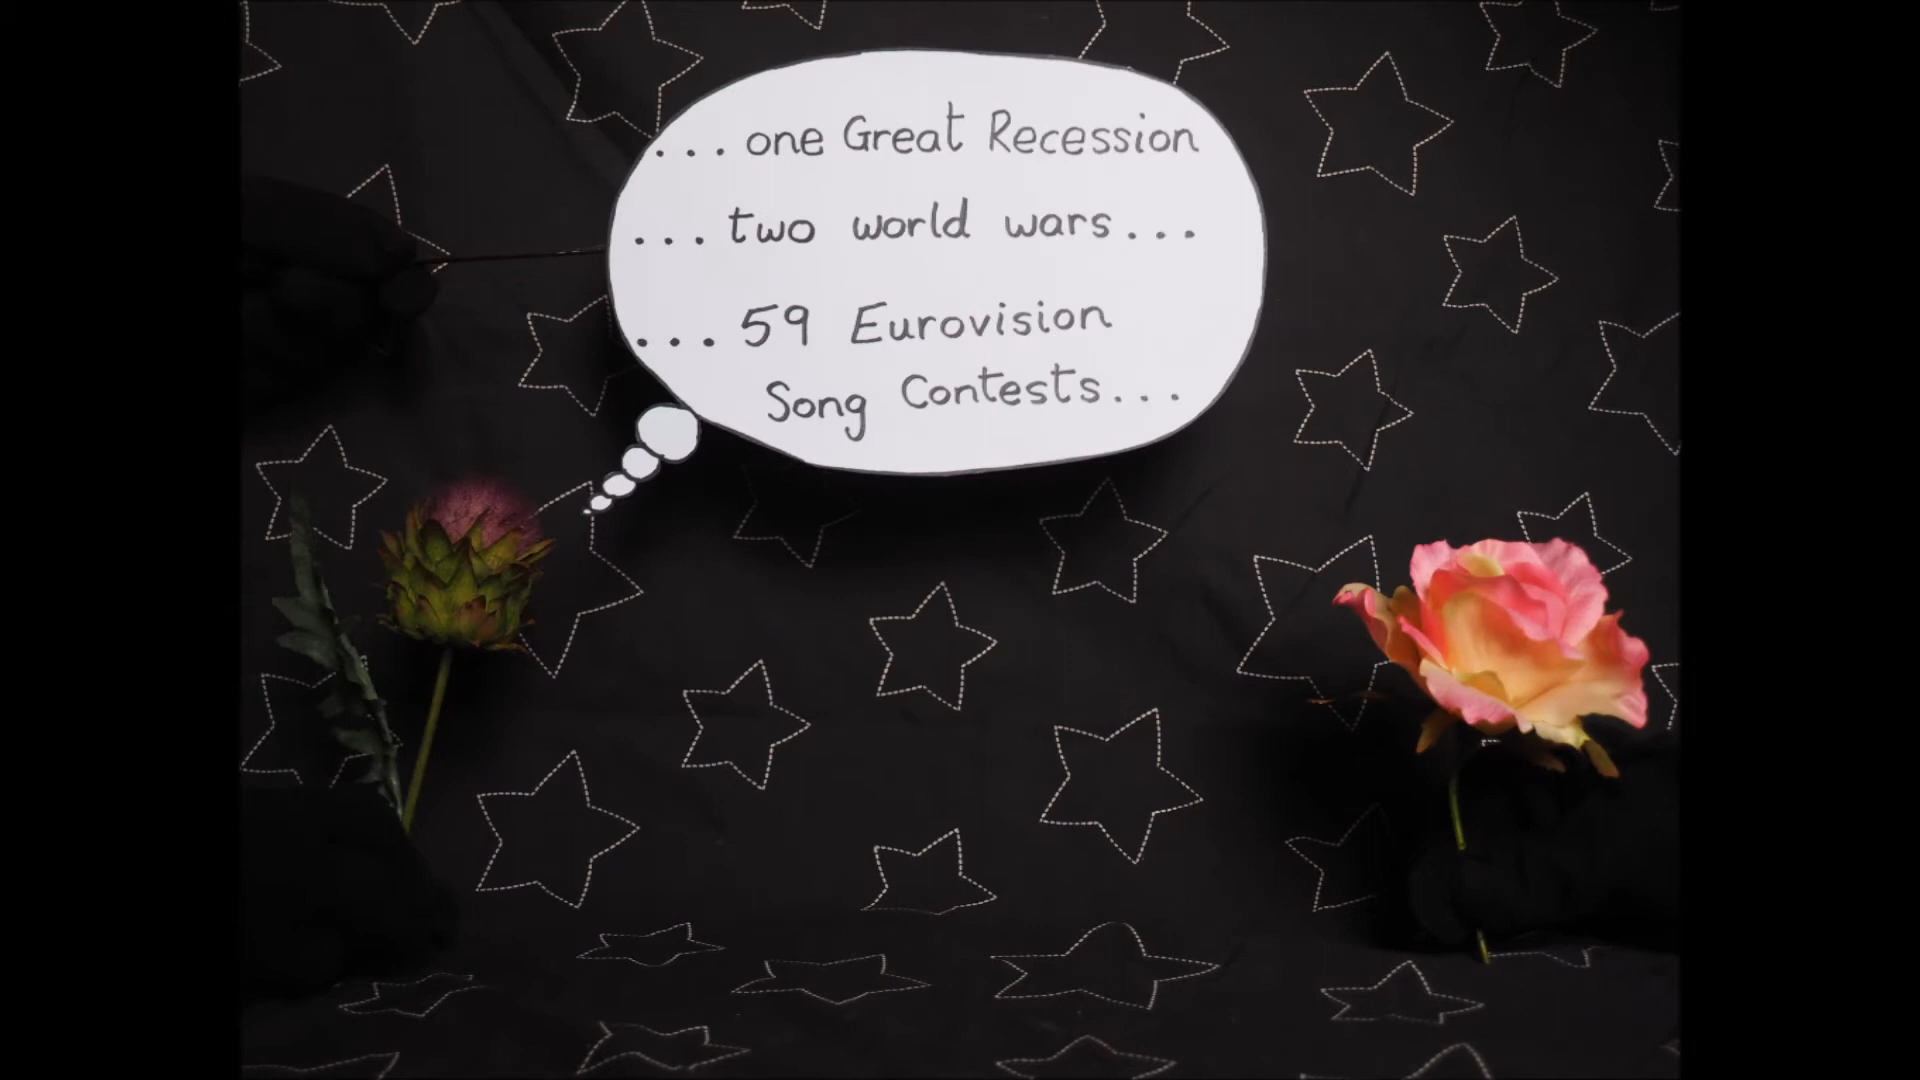 ... one Great Recession
... two world wars...
... 59 Eurovision
Song Contests...